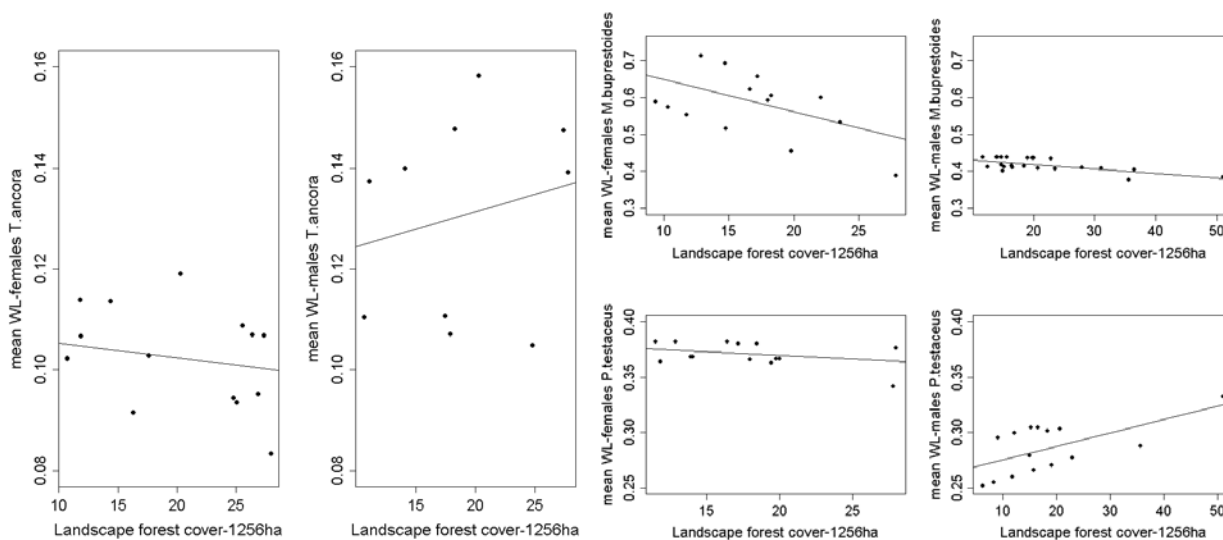 mean WL-females T.ancora
0.16
0.14
0.12
0.10
0.08
10 15 20 25
Landscape forest cover-1256ha
mean WL-males T.ancora
0.16
0.14
0.12
0.10
0.08
15 20 25
Landscape forest cover-1256ha
mean WL-females M.buprestoides
0.7
0.6
0.5
0.4
0.3
10 15 20 25
Landscape forest cover-1256ha
mean WL-males M.buprestoides
0.7
0.6
0.5
0.4
0.3
20 30 40 50
Landscape forest cover-1256ha
mean WL-females P.testaceus
0.40
0.35
0.30
0.25
15 20 25
Landscape forest cover-1256ha
mean WL-males P.testaceus
0.40
0.35
0.30
0.25
10 20 30 40 50
Landscape forest cover-1256ha